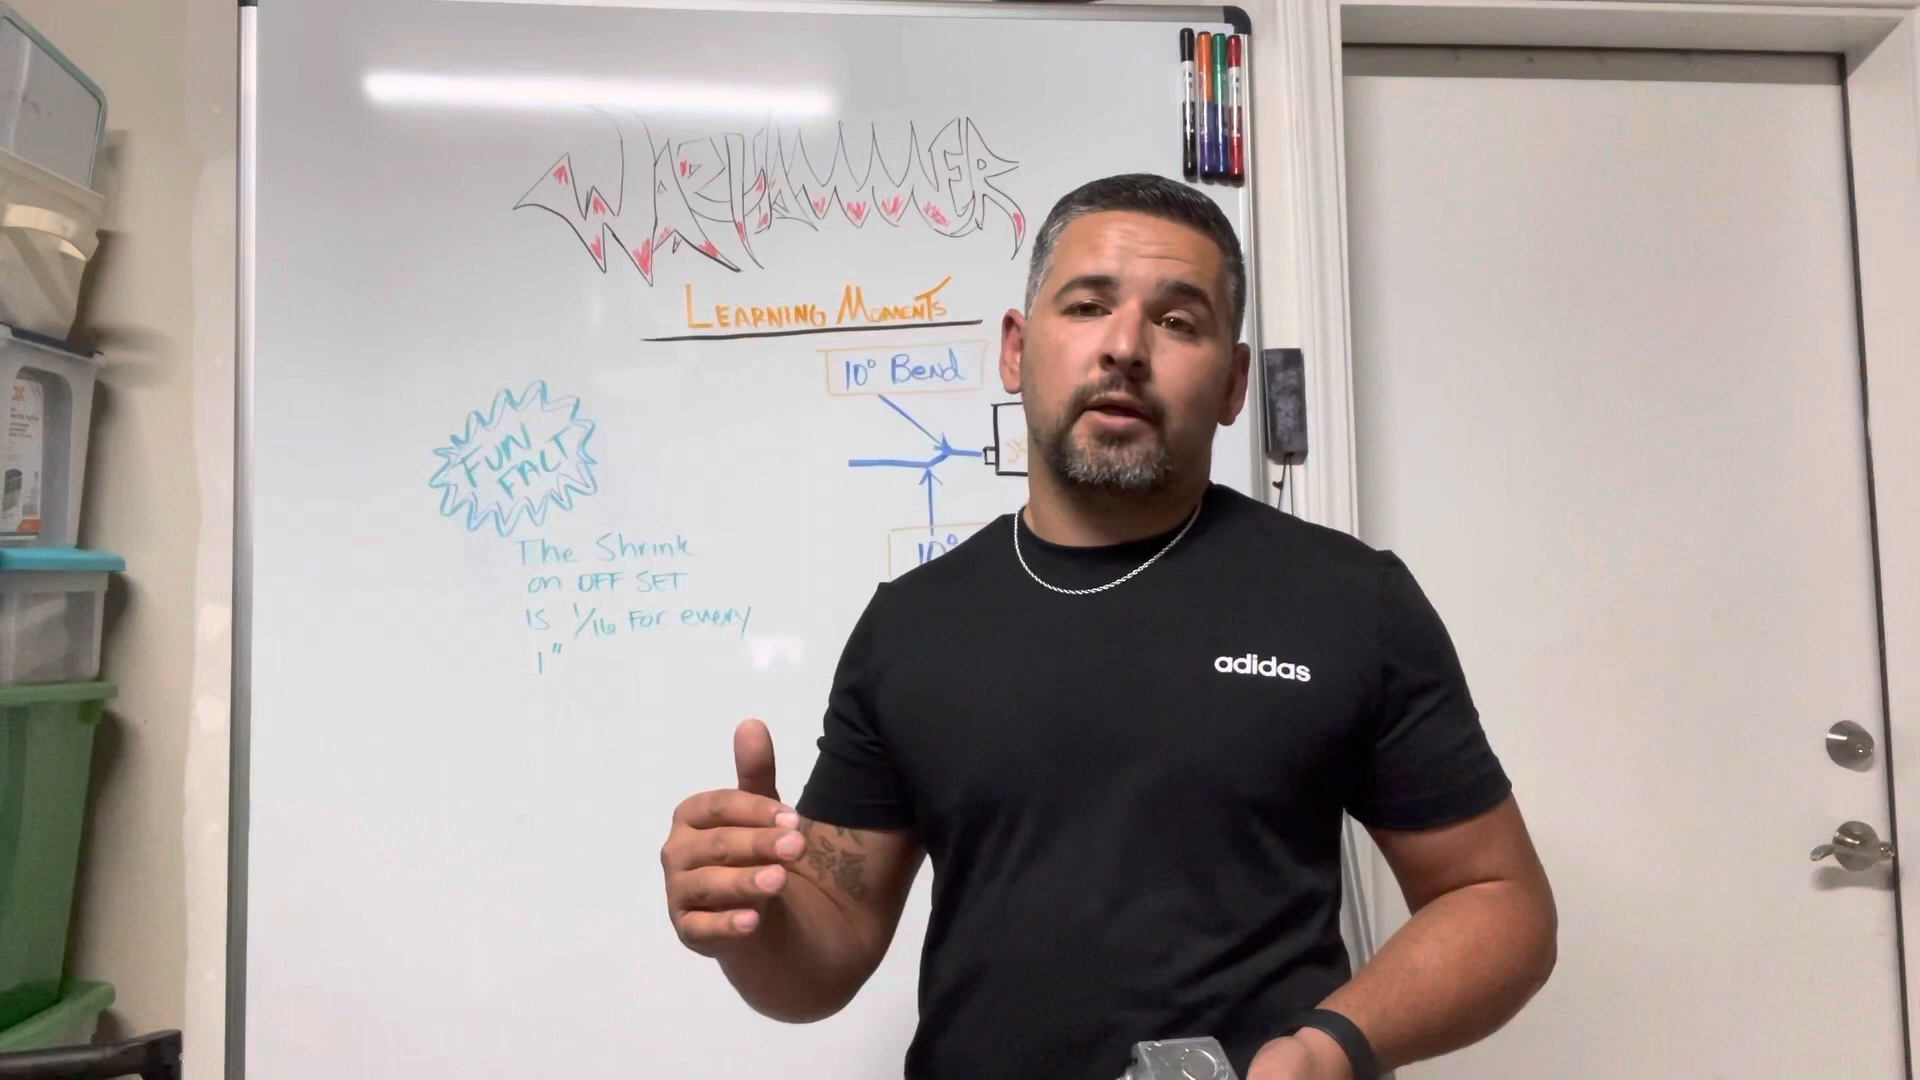 WARHAMMER
LEARNING MOMENTS
10° Bend
FUN
FACT
10°
The Shrink
on OFF SET
IS 1/16 FOR every
1"
adidas